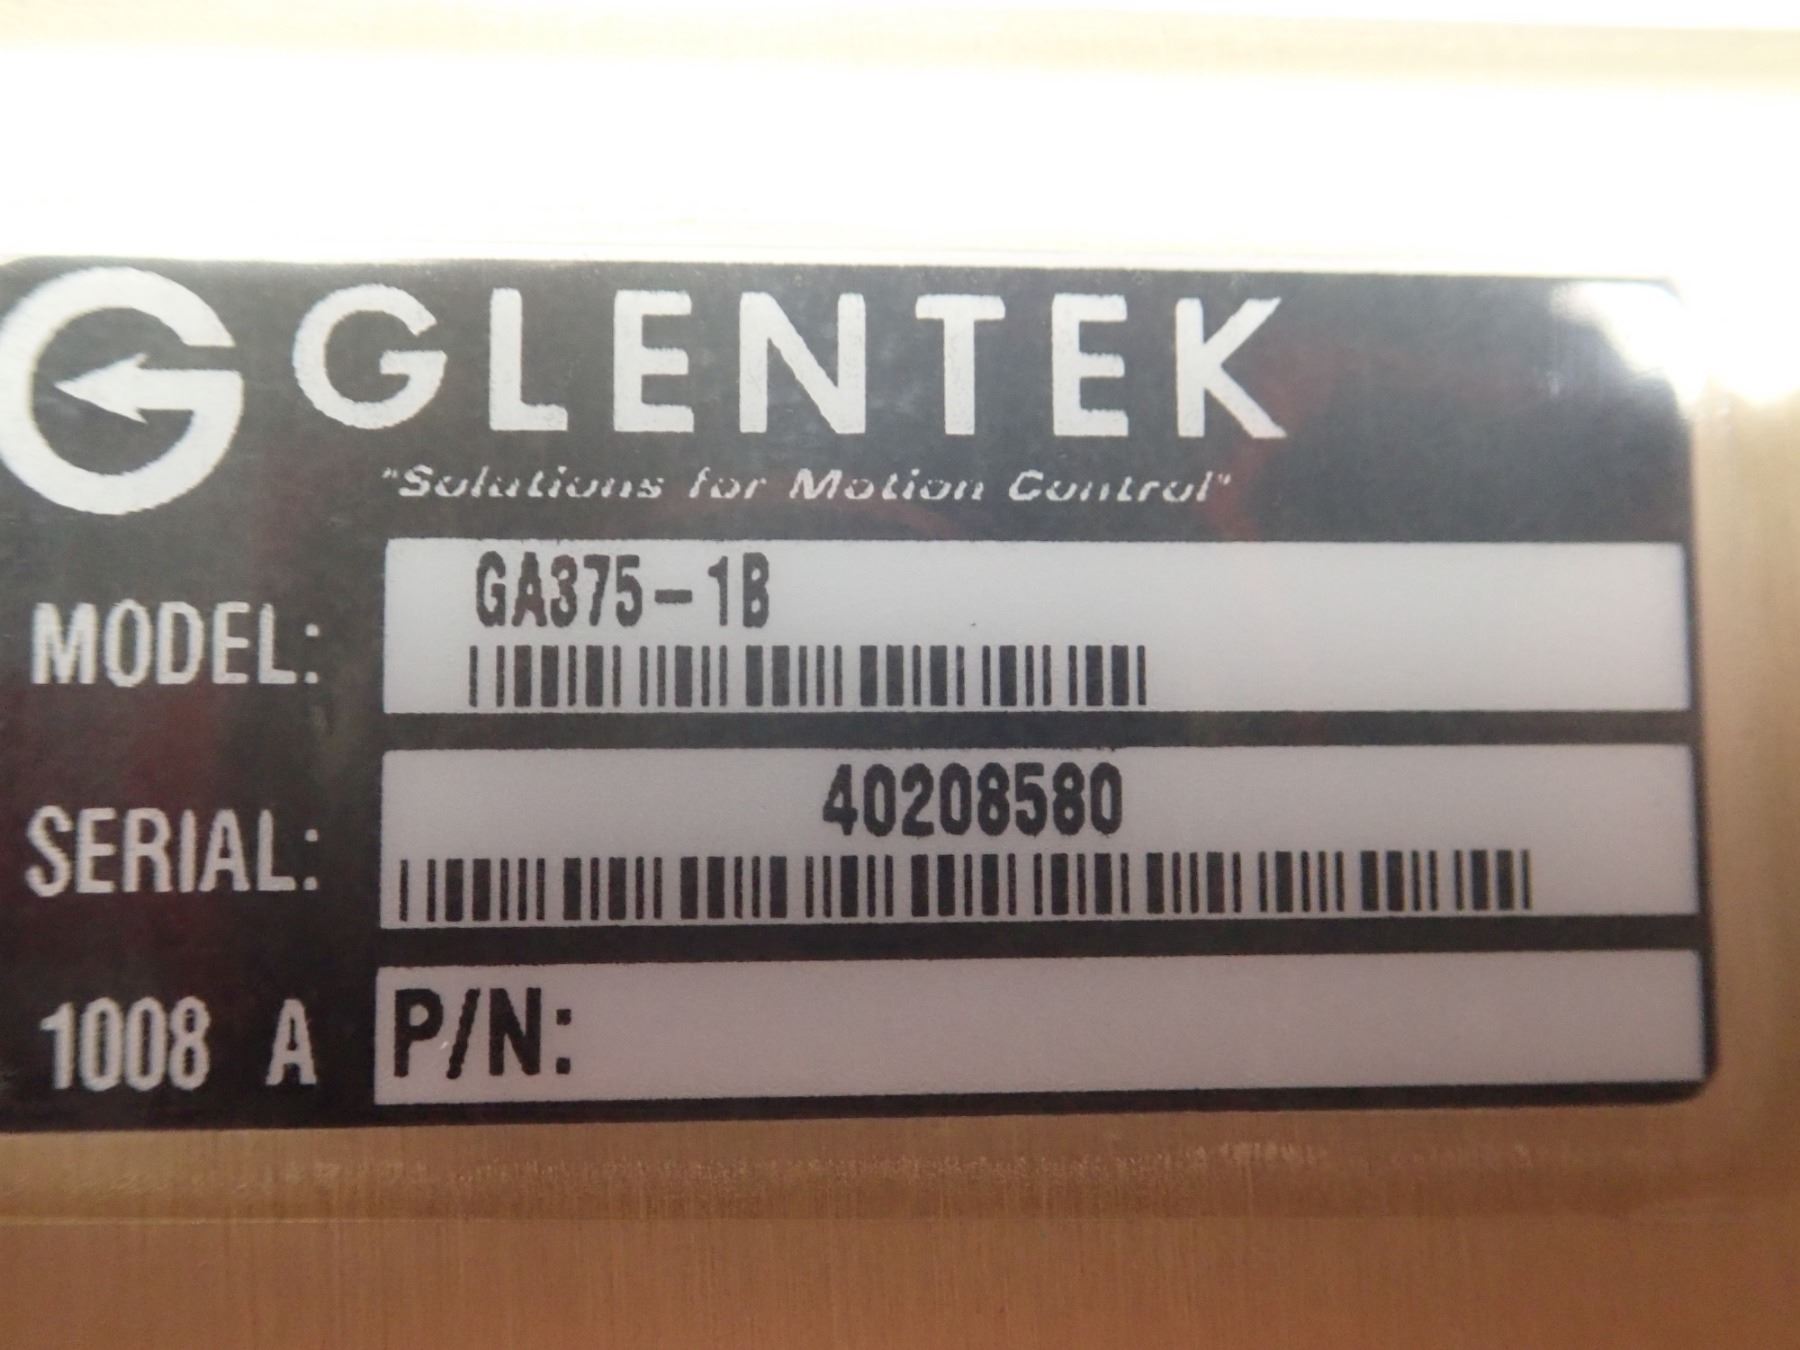 GLENTEK
"Solutions for Motion Control"
MODEL: GA375-1B
SERIAL: 40208580
1008 A P/N: